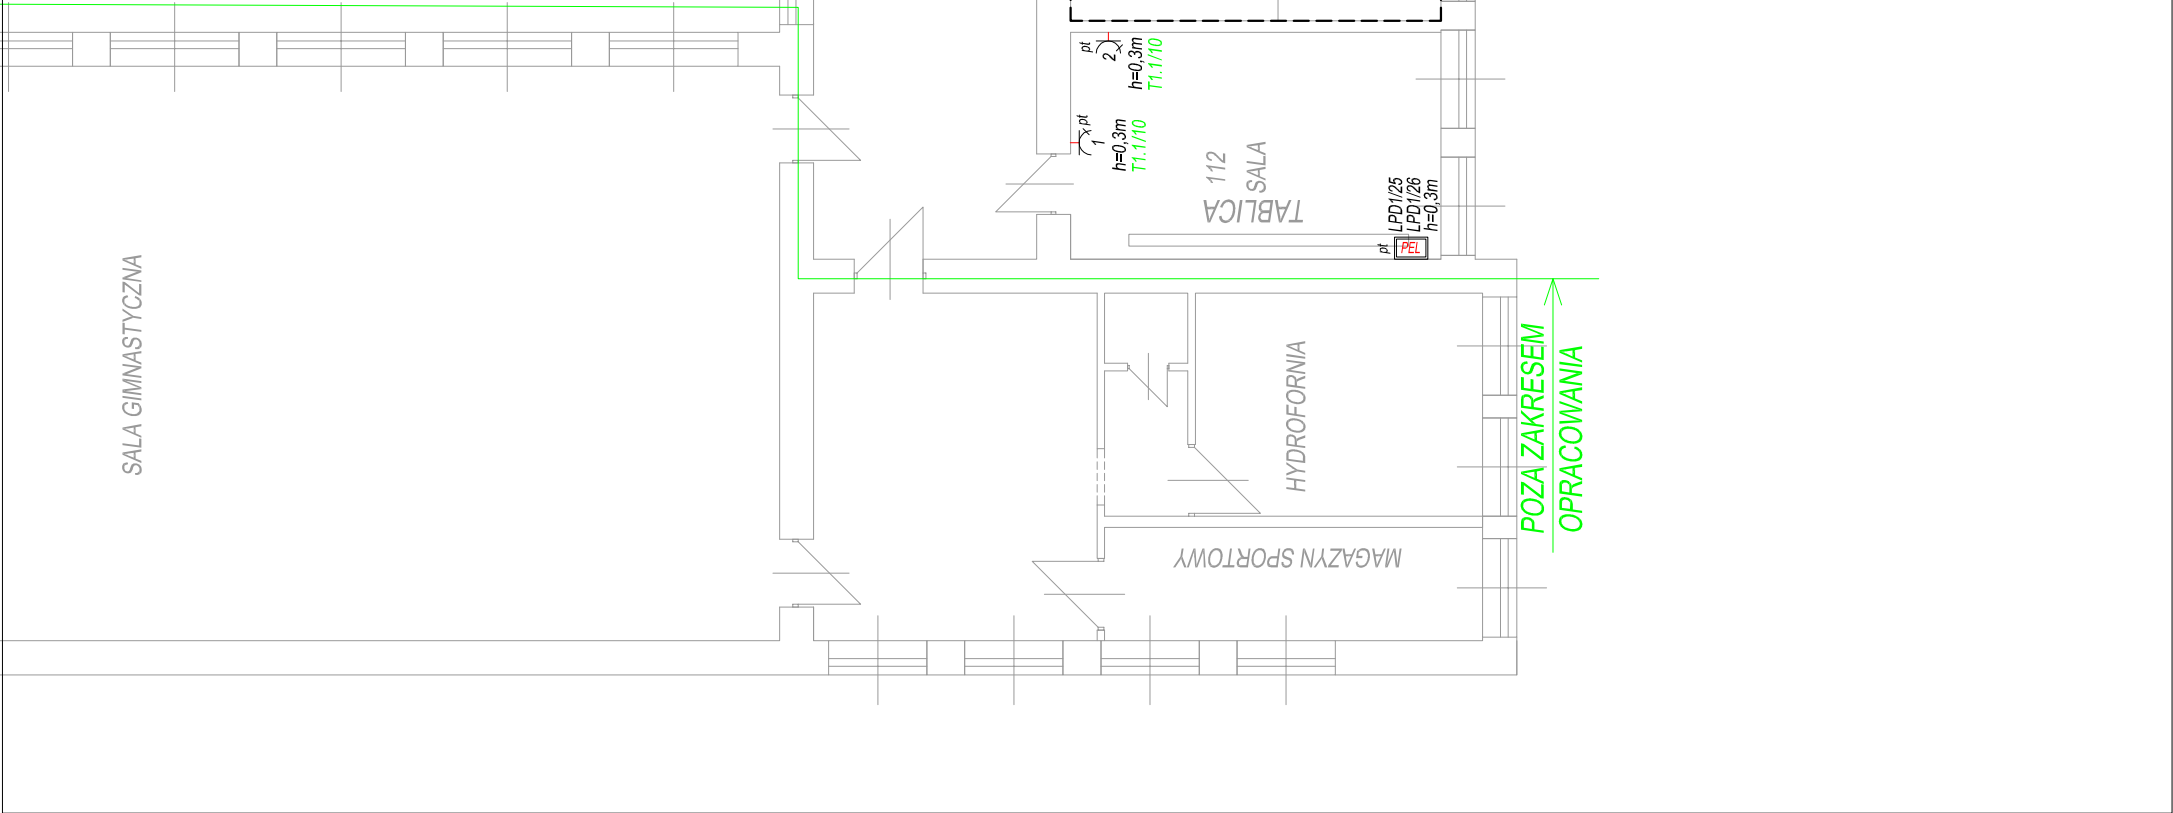 SALA GIMNASTYCZNA
pt
2
h=0,3m
T1.1/10
pt
1
h=0,3m
T1.1/10
112
SALA
TABLICA
LPD1/25
LPD1/26
h=0,3m
pt
PEL
HYDROFORNIA
MAGAZYN SPORTOWY
POZA ZAKRESEM
OPRACOWANIA